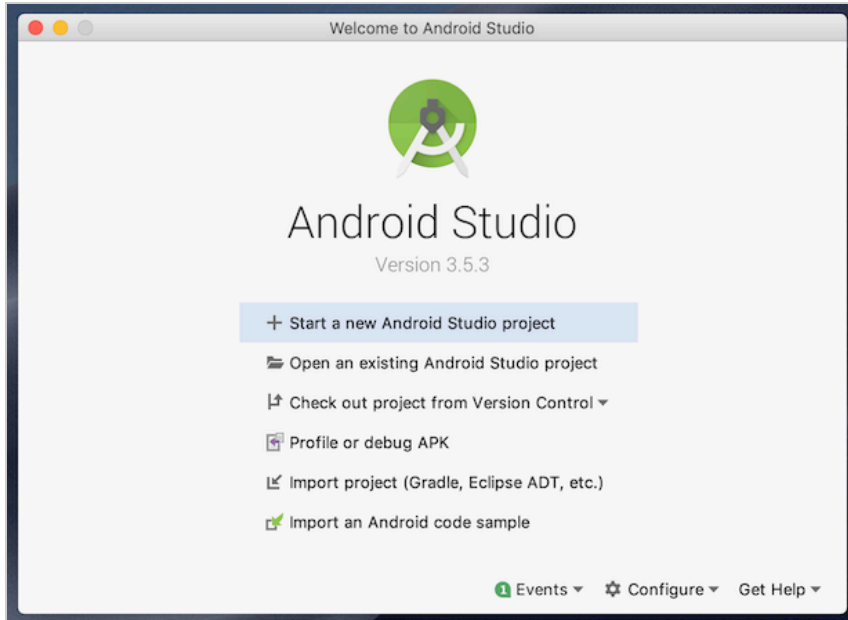 Welcome to Android Studio
Android Studio
Version 3.5.3
Start a new Android Studio project
Open an existing Android Studio project
Check out project from Version Control
Profile or debug APK
Import project (Gradle, Eclipse ADT, etc.)
Import an Android code sample
1 Events Configure Get Help